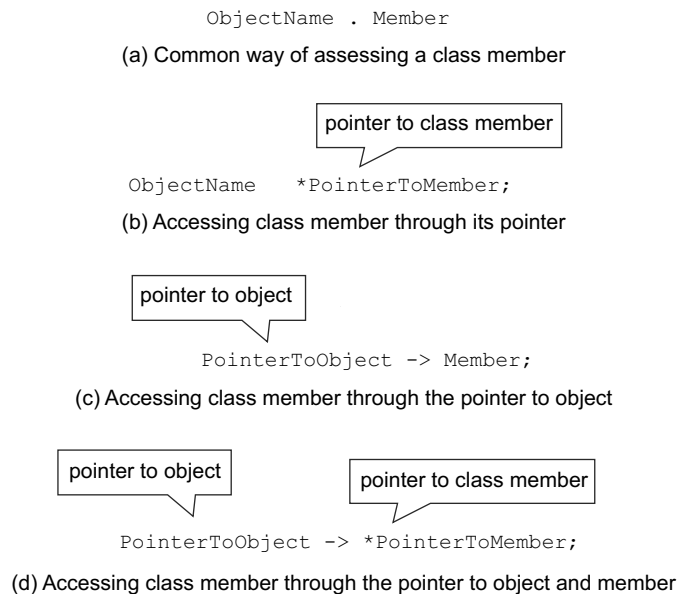 ObjectName . Member
(a) Common way of assessing a class member
pointer to class member
ObjectName *PointerToMember;
(b) Accessing class member through its pointer
pointer to object
PointerToObject -> Member;
(c) Accessing class member through the pointer to object
pointer to object
pointer to class member
PointerToObject -> *PointerToMember;
(d) Accessing class member through the pointer to object and member